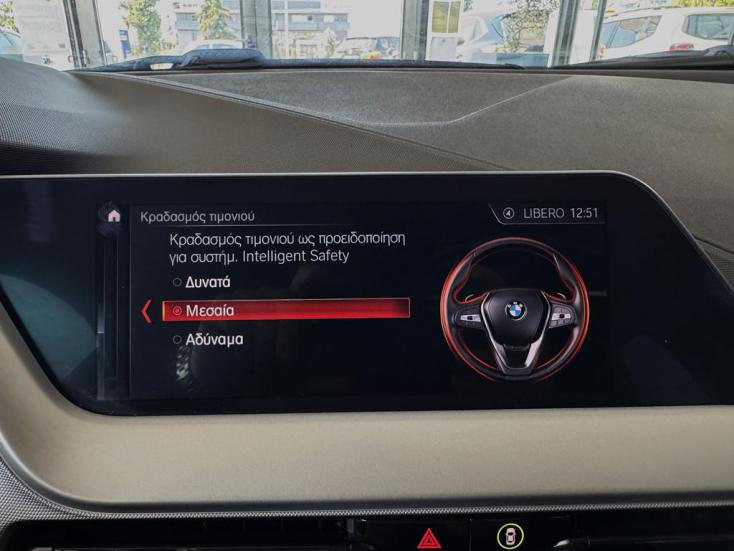 Κραδασμός τιμονιού
LIBERO 12:51
Κραδασμός τιμονιού ως προειδοποίηση
για συστήμ. Intelligent Safety
Δυνατά
Μεσαία
Αδύναμα